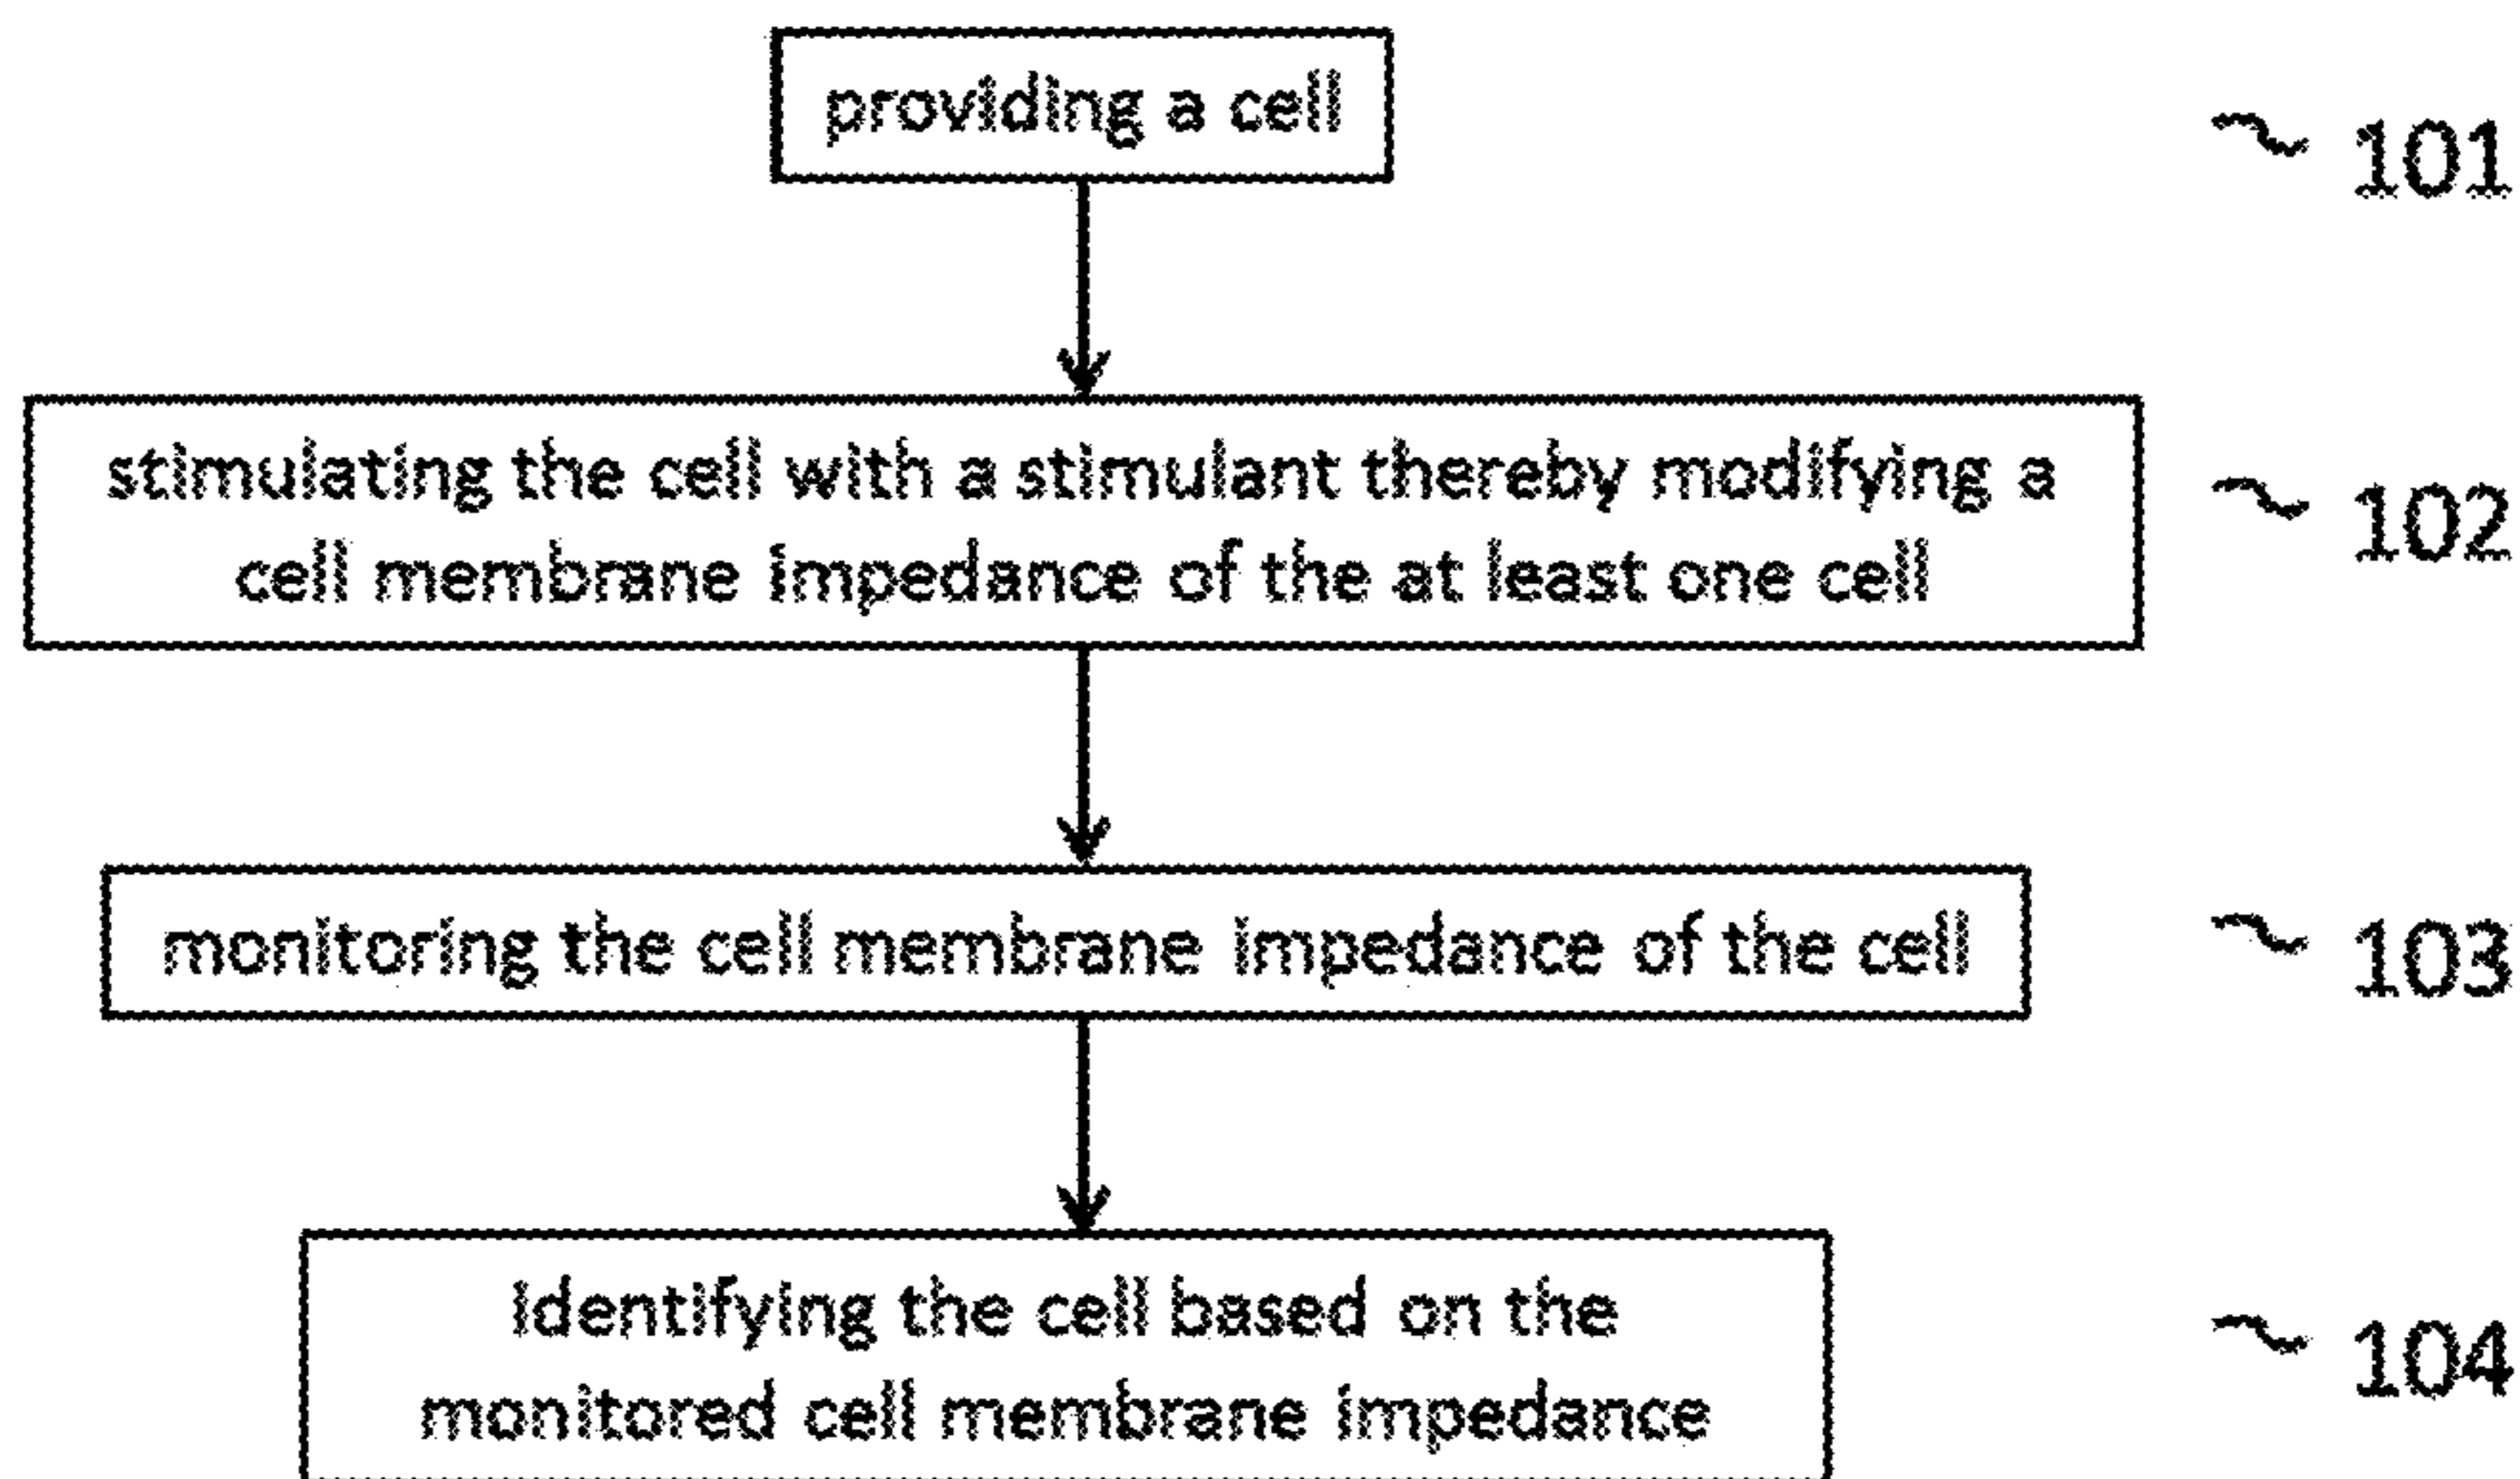 providing a cell
101
stimulating the cell with a stimulant thereby modifying a
cell membrane impedance of the at least one cell
102
monitoring the cell membrane impedance of the cell
103
identifying the cell based on the
monitored cell membrane impedance
104